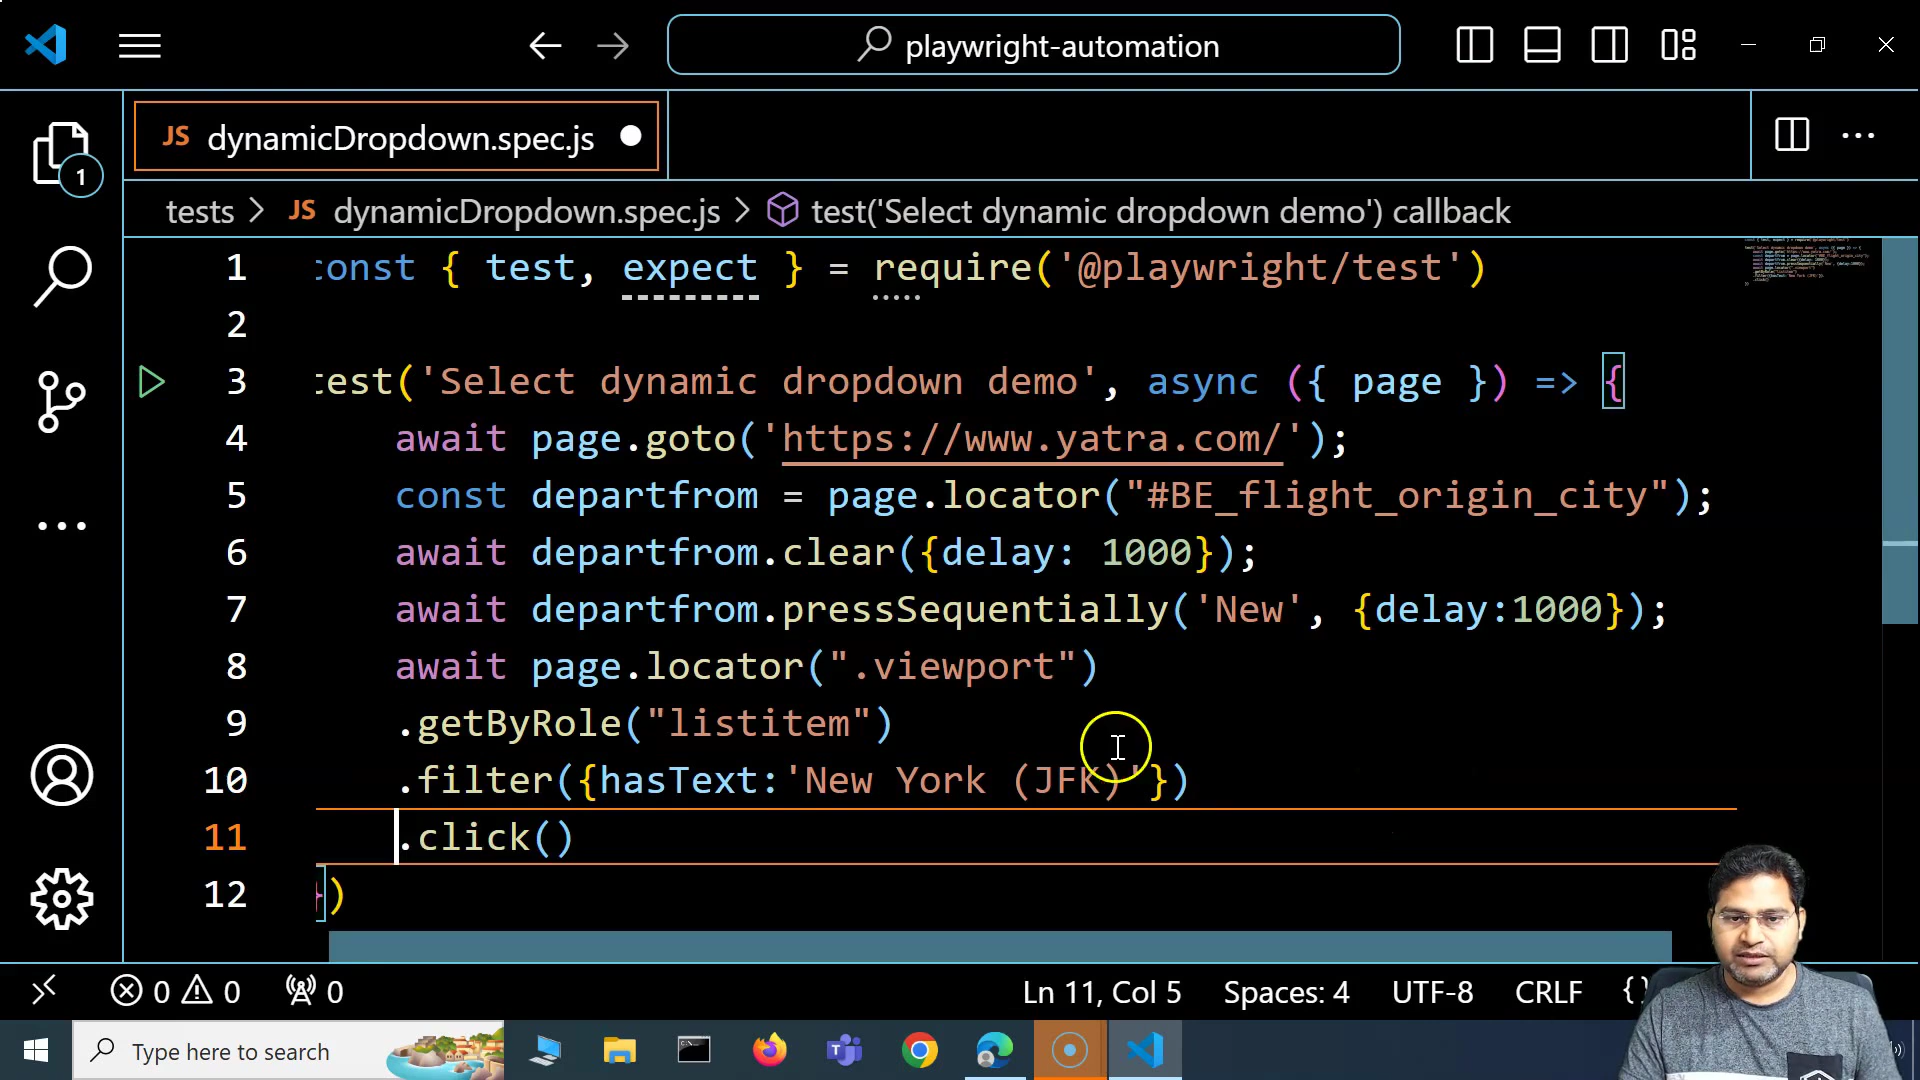 playwright-automation
JS dynamicDropdown.spec.js
1
tests > JS dynamicDropdown.spec.js > test('Select dynamic dropdown demo') callback
1 const { test, expect } = require('@playwright/test')
2
3 test('Select dynamic dropdown demo', async ({ page }) => {
4 await page.goto('https://www.yatra.com/');
5 const departfrom = page.locator("#BE_flight_origin_city");
6 await departfrom.clear({delay: 1000});
7 await departfrom.pressSequentially('New', {delay:1000});
8 await page.locator(".viewport")
9 .getByRole("listitem")
10 .filter({hasText:'New York (JFK)'})
11 .click()
12 })
0 0 0 Ln 11, Col 5 Spaces: 4 UTF-8 CRLF {
Type here to search